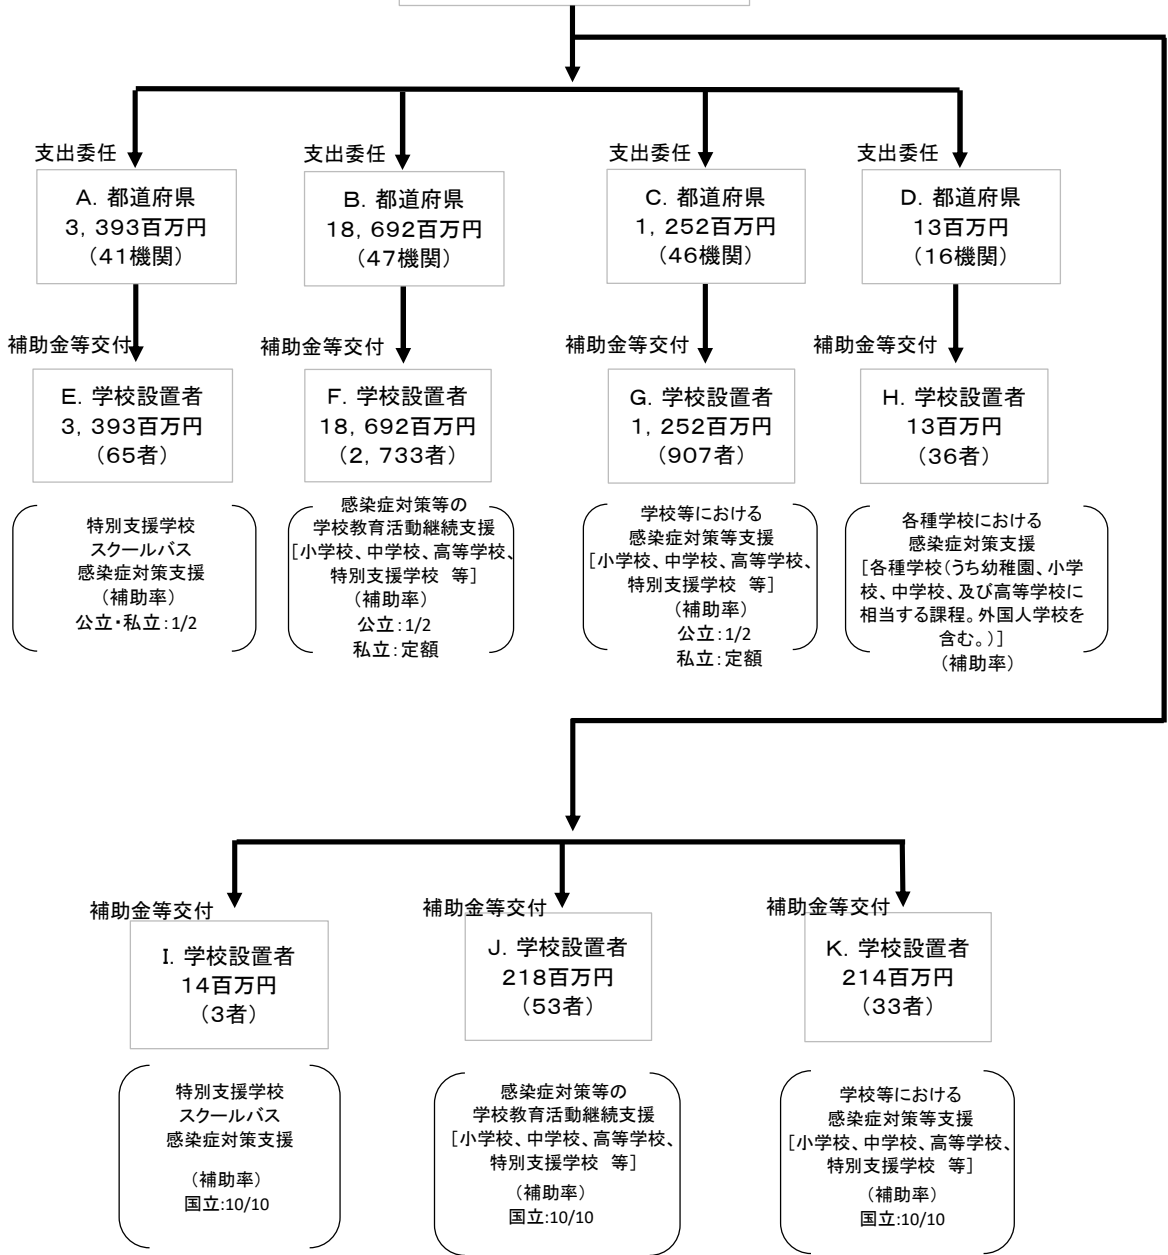 支出委任
A. 都道府県
3, 393百万円
(41機関)
支出委任
B. 都道府県
18, 692百万円
(47機関)
支出委任
C. 都道府県
1, 252百万円
(46機関)
支出委任
D. 都道府県
13百万円
(16機関)
補助金等交付
E. 学校設置者
3, 393百万円
(65者)
補助金等交付
F. 学校設置者
18, 692百万円
(2, 733者)
補助金等交付
G. 学校設置者
1, 252百万円
(907者)
補助金等交付
H. 学校設置者
13百万円
(36者)
特別支援学校
スクールバス
感染症対策支援
(補助率)
公立・私立：1/2
感染症対策等の
学校教育活動継続支援
[小学校、中学校、高等学校、
特別支援学校　等]
(補助率)
公立：1/2
私立：定額
学校等における
感染症対策等支援
[小学校、中学校、高等学校、
特別支援学校　等]
(補助率)
公立：1/2
私立：定額
各種学校における
感染症対策支援
[各種学校(うち幼稚園、小学
校、中学校、及び高等学校に
相当する課程。外国人学校を
含む。)]
(補助率)
補助金等交付
I. 学校設置者
14百万円
(3者)
補助金等交付
J. 学校設置者
218百万円
(53者)
補助金等交付
K. 学校設置者
214百万円
(33者)
特別支援学校
スクールバス
感染症対策支援
(補助率)
国立:10/10
感染症対策等の
学校教育活動継続支援
[小学校、中学校、高等学校、
特別支援学校　等]
(補助率)
国立:10/10
学校等における
感染症対策等支援
[小学校、中学校、高等学校、
特別支援学校　等]
(補助率)
国立:10/10